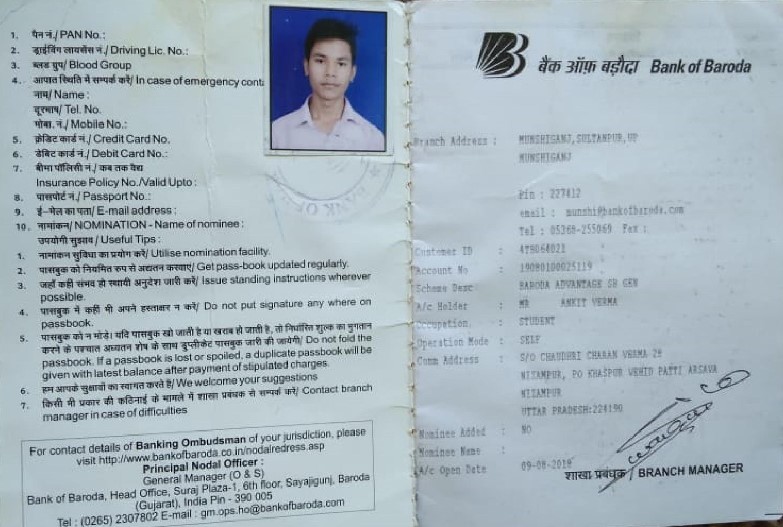 1. पैन नं./ PAN No.:
2. ड्राईविंग लायसेंस नं./ Driving Lic. No.:
3. ब्लड ग्रुप/ Blood Group
4. आपात स्थिति में सम्पर्क करें/ In case of emergency cont
नाम/ Name :
दूरभाष/ Tel. No.
मोबा. नं./ Mobile No.:
5. क्रेडिट कार्ड नं./ Credit Card No.
6. डेबिट कार्ड नं./ Debit Card No.:
7. बीमा पॉलिसी नं./ कब तक वैद्य
Insurance Policy No./Valid Upto :
8. पासपोर्ट नं./ Passport No.:
9. ई-मेल का पता/ E-mail address :
10. नामांकन/ NOMINATION - Name of nominee :
उपयोगी सुझाव / Useful Tips :
1. नामांकन सुविधा का प्रयोग करें/ Utilise nomination facility.
2. पासबुक को नियमित रुप से अद्यतन करवाएं/ Get pass-book updated regularly.
3. जहाँ कहीं संभव हो स्थायी अनुदेश जारी करें/ Issue standing instructions wherever
possible.
4. पासबुक में कहीं भी अपने हस्ताक्षर न करें/ Do not put signature any where on
passbook.
5. पासबुक को न मोडे। यदि पासबुक खो जाती है या खराब हो जाती है, तो निर्धारित शुल्क का भुगतान
करने के पश्चात अध्यतन शेष के साथ डुप्लीकेट पासबुक जारी की जायेगी/ Do not fold the
passbook. If a passbook is lost or spoiled, a duplicate passbook will be
given with latest balance after payment of stipulated charges.
6. हम आपके सुझावों का स्वागत करते है/ We welcome your suggestions
7. किसी भी प्रकार की कठिनाई के मामले में शाखा प्रबंधक से सम्पर्क करें/ Contact branch
manager in case of difficulties
For contact details of Banking Ombudsman of your jurisdiction, please
visit http://www.bankofbaroda.co.in/nodairedress.asp
Principal Nodal Officer :
General Manager (O & S)
Bank of Baroda, Head Office, Suraj Plaza-1, 6th floor, Sayajigunj, Baroda
(Gujarat), India Pin - 390 005
Tel : (0265) 2307802 E-mail : gm.ops.ho@bankofbaroda.com
BANK OF
बैंक ऑफ़ बड़ौदा Bank of Baroda
Branch Address : MUNSHIGANJ,SULTANPUR,UP
MUNSHIGANJ
Pin : 227412
email : munshi@bankofbaroda.com
Tel : 05368-255069 Fax :
Customer ID : 478064021
Account No : 19080100025119
Scheme Desc : BARODA ADVANTAGE SB GEN
A/c Holder : MR ANKIT VERMA
Occupation : STUDENT
Operation Mode : SELF
Comm Address : S/O CHAUDHRI CHARAN VERMA 29
NIZAMPUR, PO KHASPUR VEHID PATTI ARSAVA
NIZAMPUR
UTTAR PRADESH:224190
Nominee Added : NO
Nominee Name :
A/c Open Date : 09-08-2018
शाखा प्रबंधक / BRANCH MANAGER